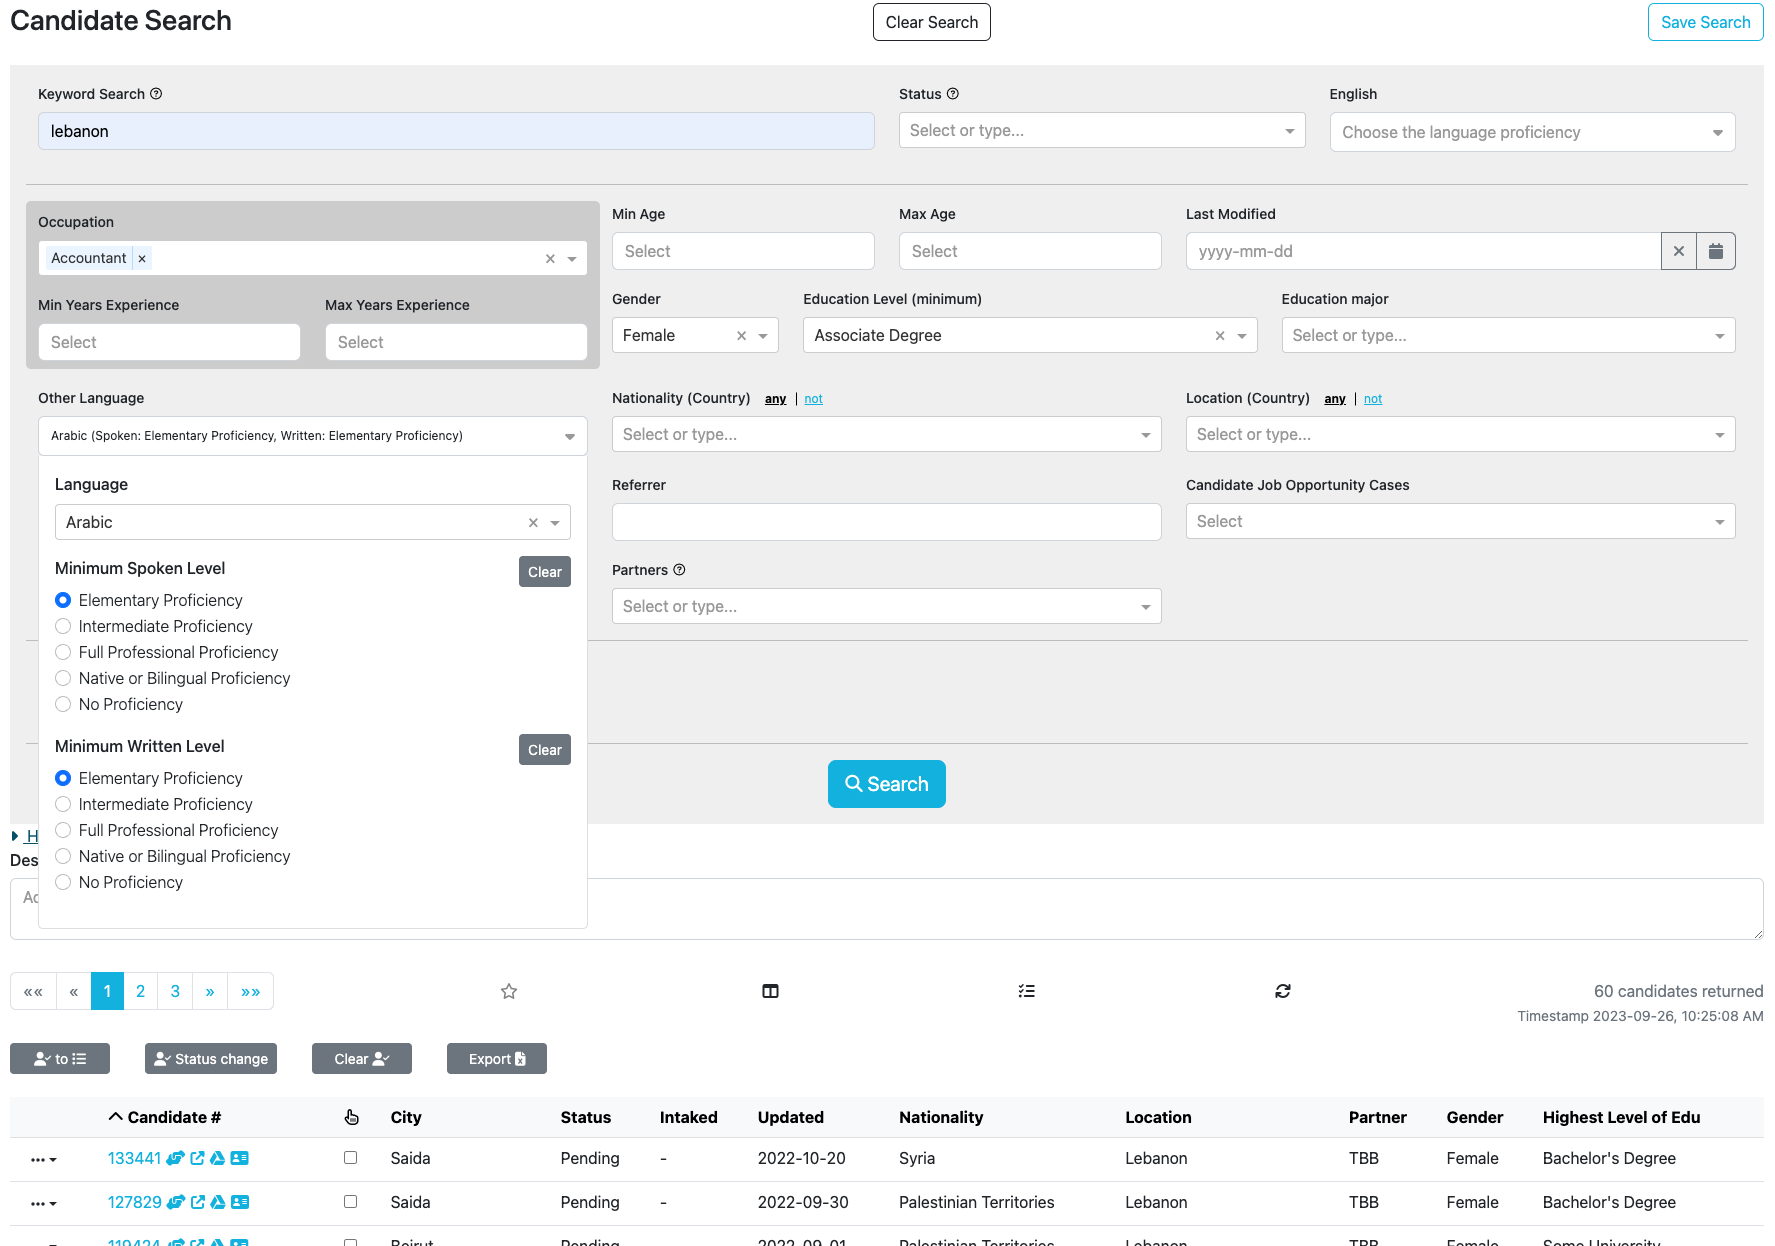 Candidate Search
Clear Search
Save Search
Keyword Search
Status
English
lebanon
Select or type...
Choose the language proficiency
Occupation
Accountant ×
Min Years Experience
Max Years Experience
Select
Select
Min Age
Max Age
Last Modified
Select
Select
yyyy-mm-dd
Gender
Education Level (minimum)
Education major
Female
Associate Degree
Select or type...
Other Language
Nationality (Country) any | not
Location (Country) any | not
Arabic (Spoken: Elementary Proficiency, Written: Elementary Proficiency)
Select or type...
Select or type...
Language
Arabic
Referrer
Candidate Job Opportunity Cases
Select
Minimum Spoken Level
Clear
Elementary Proficiency
Intermediate Proficiency
Full Professional Proficiency
Native or Bilingual Proficiency
No Proficiency
Partners
Select or type...
Minimum Written Level
Clear
Elementary Proficiency
Intermediate Proficiency
Full Professional Proficiency
Native or Bilingual Proficiency
No Proficiency
Search
H
Des
«« « 1 2 3 » »»
60 candidates returned
Timestamp 2023-09-26, 10:25:08 AM
to
Status change
Clear
Export
Candidate # City Status Intaked Updated Nationality Location Partner Gender Highest Level of Edu
133441 Saida Pending - 2022-10-20 Syria Lebanon TBB Female Bachelor's Degree
127829 Saida Pending - 2022-09-30 Palestinian Territories Lebanon TBB Female Bachelor's Degree
119424 Beirut Pending 2022-09-01 Palestinian Territories Lebanon TBB Female Some University